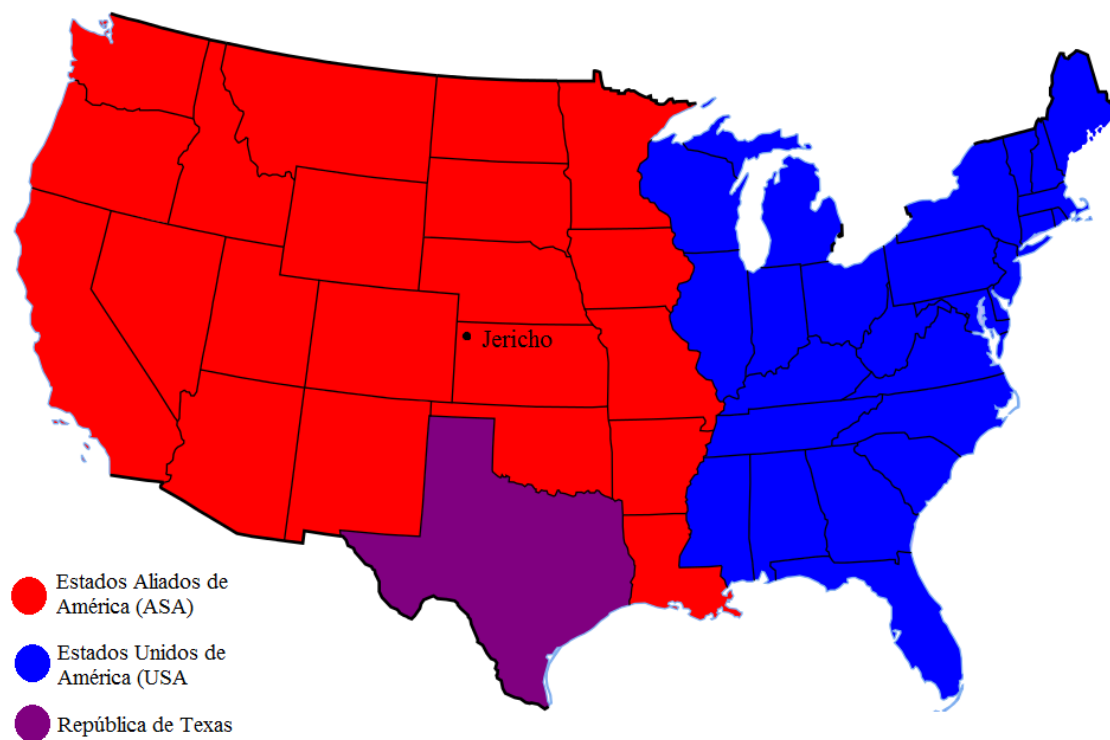 Jericho
Estados Aliados de
América (ASA)
Estados Unidos de
América (USA
República de Texas